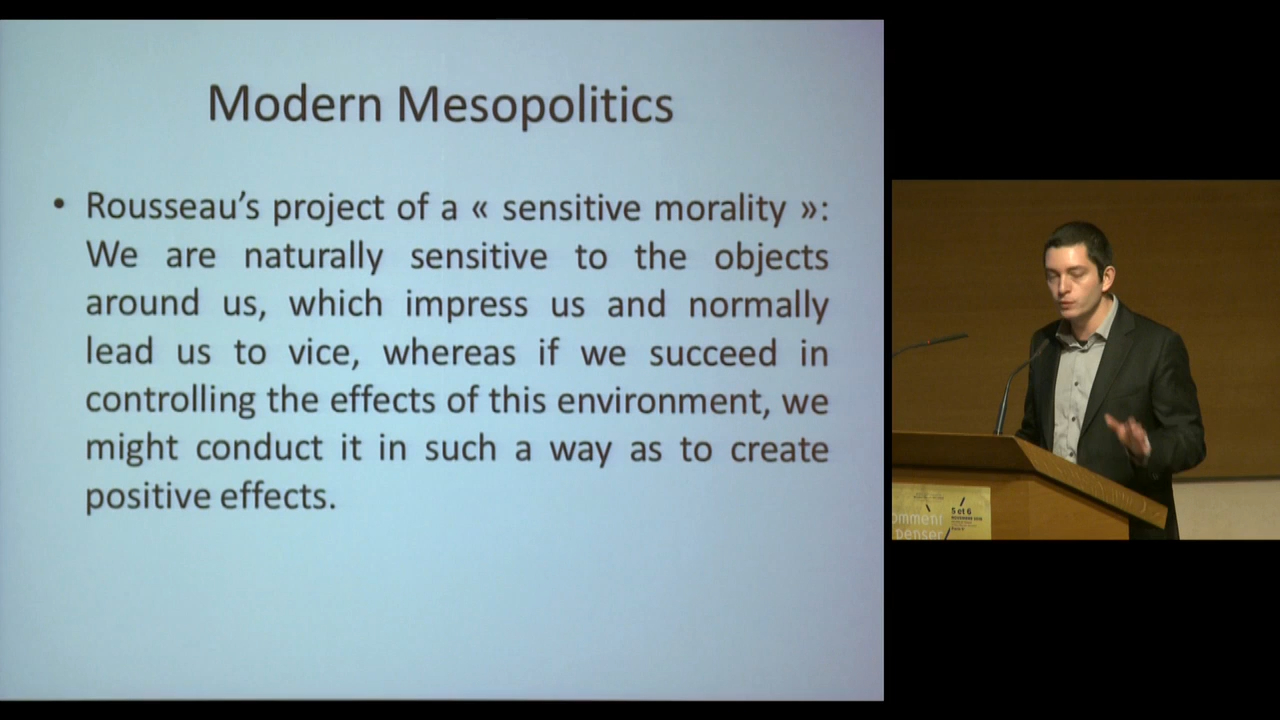 Modern Mesopolitics
• Rousseau's project of a « sensitive morality »:
We are naturally sensitive to the objects
around us, which impress us and normally
lead us to vice, whereas if we succeed in
controlling the effects of this environment, we
might conduct it in such a way as to create
positive effects.
5 et 6
omment
penser